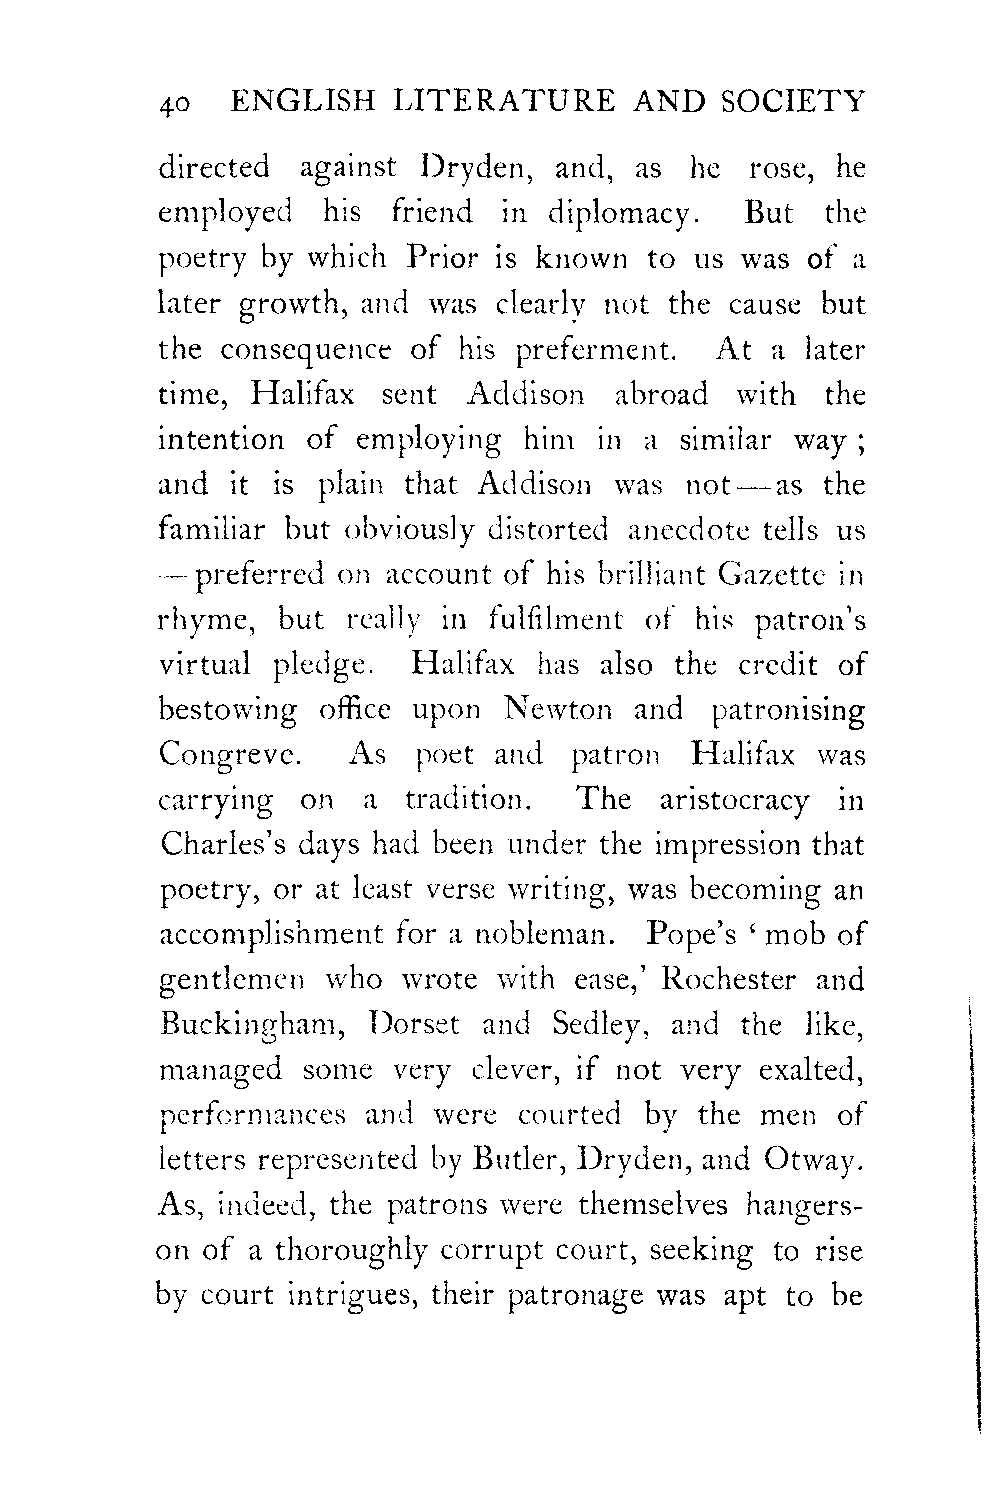 40 ENGLISH LITERATURE AND SOCIETY
directed against Dryden, and, as he rose, he
employed his friend in diplomacy. But the
poetry by which Prior is known to us was of a
later growth, and was clearly not the cause but
the consequence of his preferment. At a later
time, Halifax sent Addison abroad with the
intention of employing him in a similar way ;
and it is plain that Addison was not—as the
familiar but obviously distorted anecdote tells us
—preferred on account of his brilliant Gazette in
rhyme, but really in fulfilment of his patron's
virtual pledge. Halifax has also the credit of
bestowing office upon Newton and patronising
Congreve. As poet and patron Halifax was
carrying on a tradition. The aristocracy in
Charles's days had been under the impression that
poetry, or at least verse writing, was becoming an
accomplishment for a nobleman. Pope's ‘ mob of
gentlemen who wrote with ease,’ Rochester and
Buckingham, Dorset and Sedley, and the like,
managed some very clever, if not very exalted,
performances and were courted by the men of
letters represented by Butler, Dryden, and Otway.
As, indeed, the patrons were themselves hangers-
on of a thoroughly corrupt court, seeking to rise
by court intrigues, their patronage was apt to be